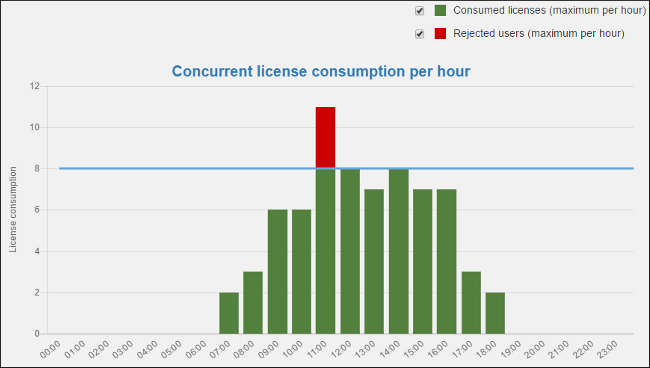 Consumed licenses (maximum per hour)
Rejected users (maximum per hour)
Concurrent license consumption per hour
License consumption
12
10
8
6
4
2
0
00:00 01:00 02:00 03:00 04:00 05:00 06:00 07:00 08:00 09:00 10:00 11:00 12:00 13:00 14:00 15:00 16:00 17:00 18:00 19:00 20:00 21:00 22:00 23:00